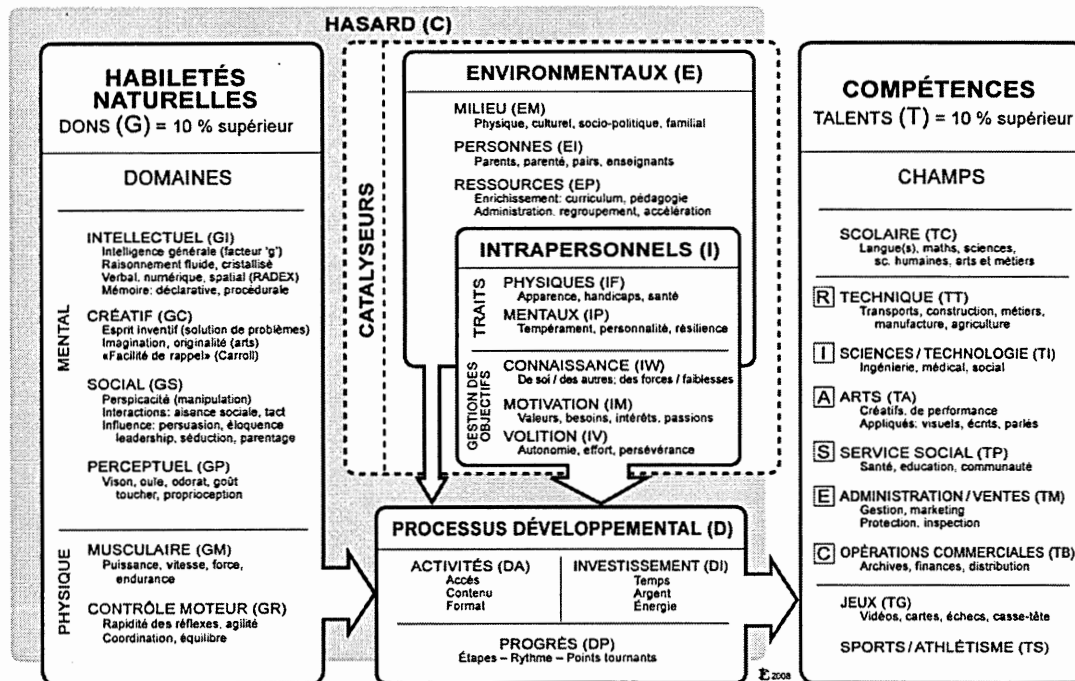 HASARD (C)
HABILETÉS
NATURELLES
DONS (G) = 10 % supérieur
DOMAINES
MENTAL
INTELLECTUEL (GI)
Intelligence générale (facteur 'g')
Raisonnement fluide, cristallisé
Verbal, numérique, spatial (RADEX)
Mémoire: déclarative, procédurale
CRÉATIF (GC)
Esprit inventif (solution de problèmes)
Imagination, originalité (arts)
«Facilité de rappel» (Carroll)
SOCIAL (GS)
Perspicacité (manipulation)
Interactions: aisance sociale, tact
Influence: persuasion, éloquence
leadership, séduction, parentage
PERCEPTUEL (GP)
Vison, ouïe, odorat, goût
toucher, proprioception
PHYSIQUE
MUSCULAIRE (GM)
Puissance, vitesse, force,
endurance
CONTRÔLE MOTEUR (GR)
Rapidité des réflexes, agilité
Coordination, équilibre
CATALYSEURS
ENVIRONMENTAUX (E)
MILIEU (EM)
Physique, culturel, socio-politique, familial
PERSONNES (EI)
Parents, parenté, pairs, enseignants
RESSOURCES (EP)
Enrichissement: curriculum, pédagogie
Administration. regroupement, accélération
INTRAPERSONNELS (I)
TRAITS
PHYSIQUES (IF)
Apparence, handicaps, santé
MENTAUX (IP)
Tempérament, personnalité, résilience
GESTION DES
OBJECTIFS
CONNAISSANCE (IW)
De soi / des autres; des forces / faiblesses
MOTIVATION (IM)
Valeurs, besoins, intérêts, passions
VOLITION (IV)
Autonomie, effort, persévérance
PROCESSUS DÉVELOPPEMENTAL (D)
ACTIVITÉS (DA)
Accès
Contenu
Format
INVESTISSEMENT (DI)
Temps
Argent
Énergie
PROGRÈS (DP)
Étapes – Rythme – Points tournants
2008
COMPÉTENCES
TALENTS (T) = 10 % supérieur
CHAMPS
SCOLAIRE (TC)
Langue(s), maths, sciences,
sc. humaines, arts et métiers
R TECHNIQUE (TT)
Transports, construction, métiers,
manufacture, agriculture
I SCIENCES / TECHNOLOGIE (TI)
Ingénierie, médical, social
A ARTS (TA)
Créatifs, de performance
Appliqués: visuels, écrits, parlés
S SERVICE SOCIAL (TP)
Santé, education, communauté
E ADMINISTRATION / VENTES (TM)
Gestion, marketing
Protection, inspection
C OPÉRATIONS COMMERCIALES (TB)
Archives, finances, distribution
JEUX (TG)
Vidéos, cartes, échecs, casse-tête
SPORTS / ATHLÉTISME (TS)